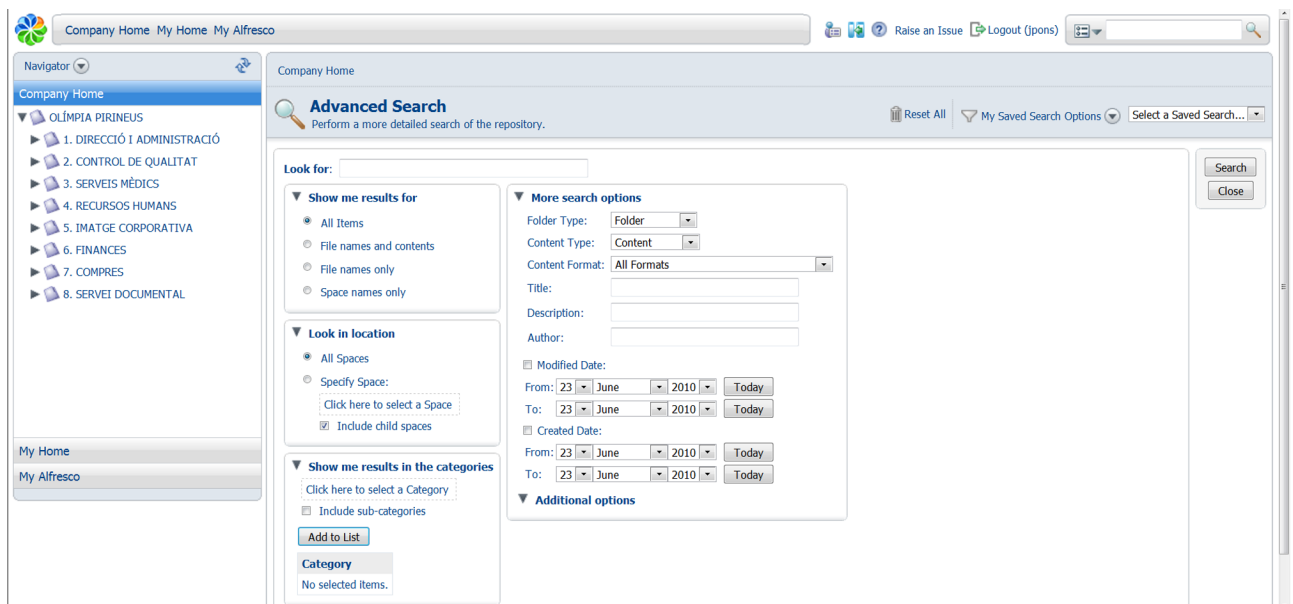 Company Home My Home My Alfresco
Raise an Issue Logout (jpons)
Navigator
Company Home
OLÍMPIA PIRINEUS
1. DIRECCIÓ I ADMINISTRACIÓ
2. CONTROL DE QUALITAT
3. SERVEIS MÈDICS
4. RECURSOS HUMANS
5. IMATGE CORPORATIVA
6. FINANCES
7. COMPRES
8. SERVEI DOCUMENTAL
My Home
My Alfresco
Company Home
Advanced Search
Perform a more detailed search of the repository.
Reset All
My Saved Search Options
Select a Saved Search...
Look for:
Search
Close
Show me results for
All Items
File names and contents
File names only
Space names only
Look in location
All Spaces
Specify Space:
Click here to select a Space
Include child spaces
Show me results in the categories
Click here to select a Category
Include sub-categories
Add to List
Category
No selected items.
More search options
Folder Type: Folder
Content Type: Content
Content Format: All Formats
Title:
Description:
Author:
Modified Date:
From: 23 June 2010 Today
To: 23 June 2010 Today
Created Date:
From: 23 June 2010 Today
To: 23 June 2010 Today
Additional options